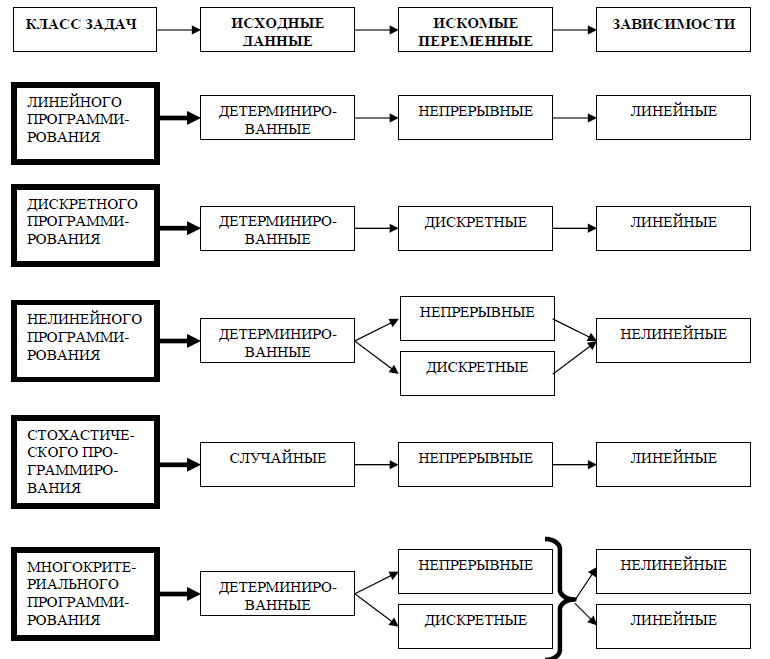 КЛАСС ЗАДАЧ
ИСХОДНЫЕ
ДАННЫЕ
ИСКОМЫЕ
ПЕРЕМЕННЫЕ
ЗАВИСИМОСТИ
ЛИНЕЙНОГО
ПРОГРАММИ-
РОВАНИЯ
ДЕТЕРМИНИРО-
ВАННЫЕ
НЕПРЕРЫВНЫЕ
ЛИНЕЙНЫЕ
ДИСКРЕТНОГО
ПРОГРАММИ-
РОВАНИЯ
ДЕТЕРМИНИРО-
ВАННЫЕ
ДИСКРЕТНЫЕ
ЛИНЕЙНЫЕ
НЕЛИНЕЙНОГО
ПРОГРАММИ-
РОВАНИЯ
ДЕТЕРМИНИРО-
ВАННЫЕ
НЕПРЕРЫВНЫЕ
ДИСКРЕТНЫЕ
НЕЛИНЕЙНЫЕ
СТОХАСТИЧЕ-
СКОГО ПРО-
ГРАММИРО-
ВАНИЯ
СЛУЧАЙНЫЕ
НЕПРЕРЫВНЫЕ
ЛИНЕЙНЫЕ
МНОГОКРИТЕ-
РИАЛЬНОГО
ПРОГРАММИ-
РОВАНИЯ
ДЕТЕРМИНИРО-
ВАННЫЕ
НЕПРЕРЫВНЫЕ
ДИСКРЕТНЫЕ
НЕЛИНЕЙНЫЕ
ЛИНЕЙНЫЕ